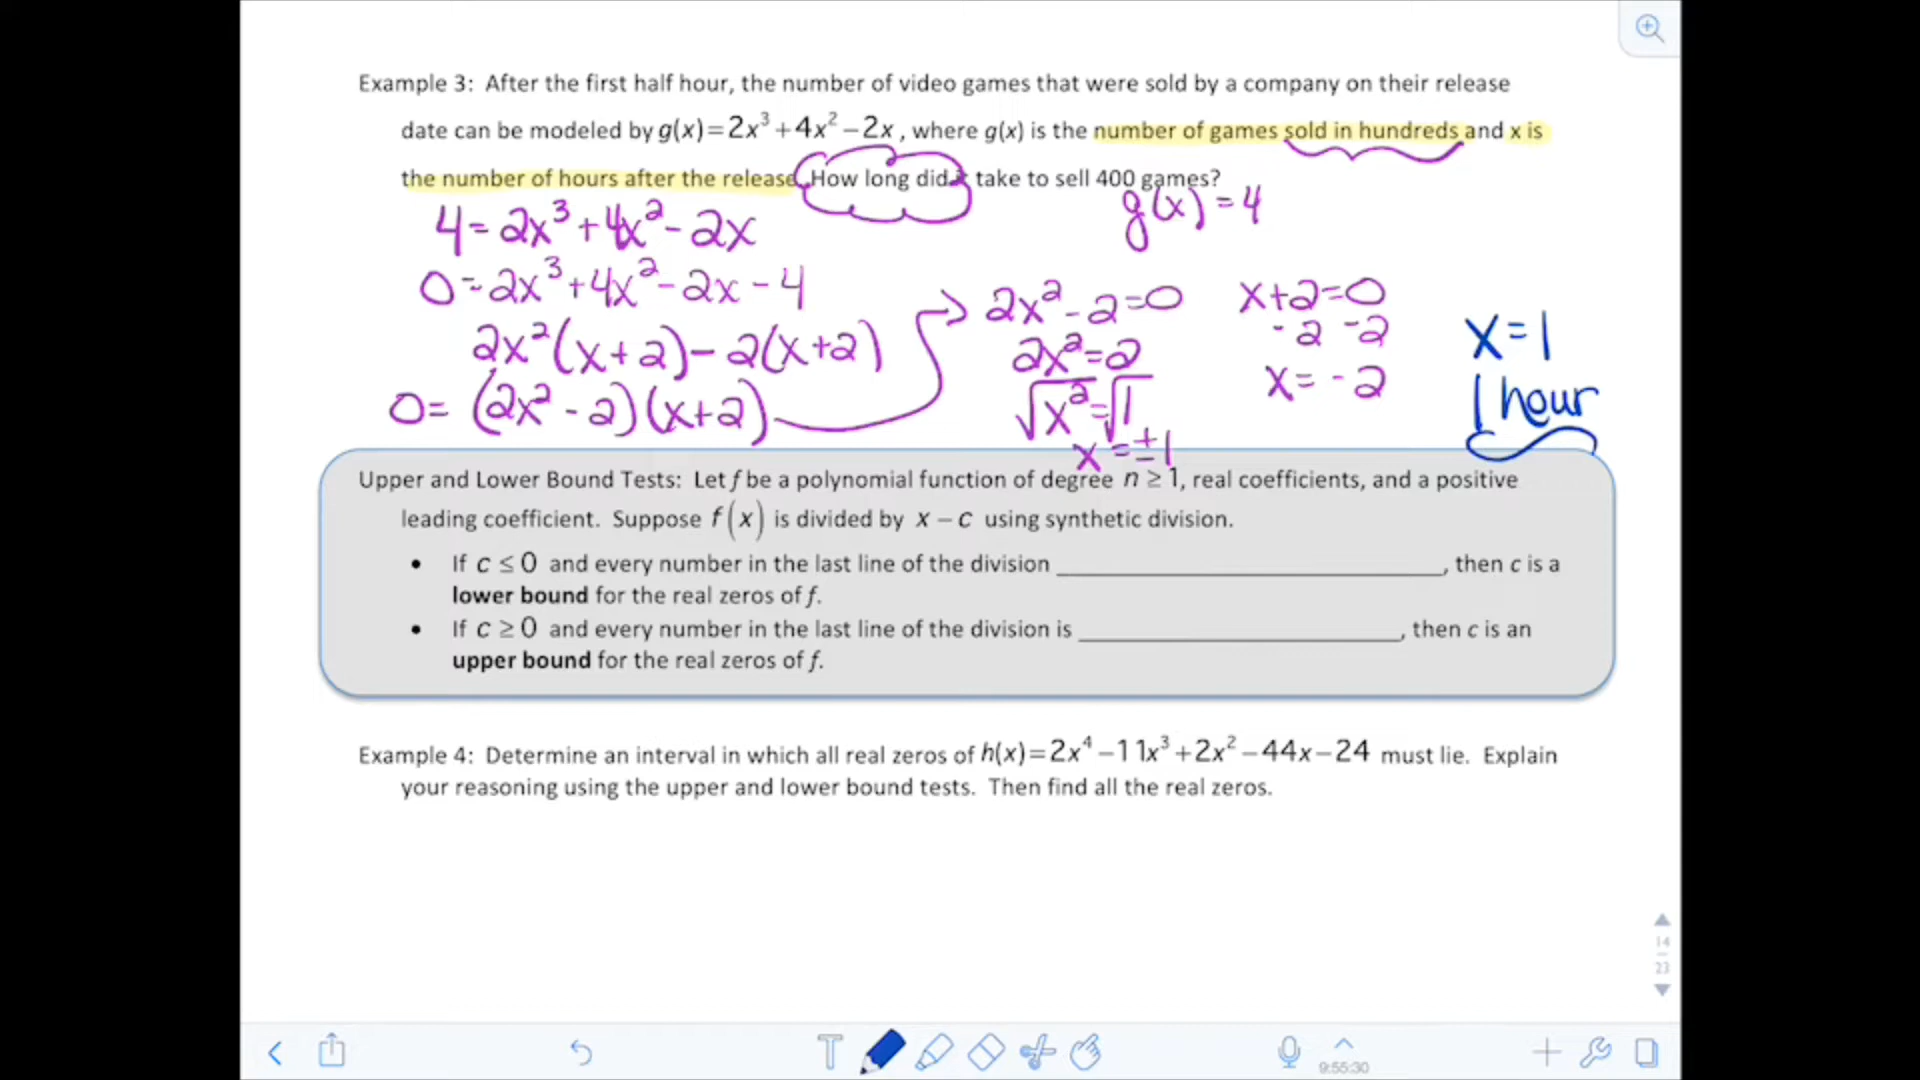 Example 3: After the first half hour, the number of video games that were sold by a company on their release
date can be modeled by g(x)=2x³+4x²−2x, where g(x) is the number of games sold in hundreds and x is
the number of hours after the release. How long did it take to sell 400 games?
g(x)=4
4=2x³+4x²-2x
0=2x³+4x²-2x-4
2x²(x+2)-2(x+2)
0=(2x²-2)(x+2)
2x²-2=0
2x²=2
√x²=√1
x=±1
x+2=0
-2 -2
x=-2
x=1
1 hour
Upper and Lower Bound Tests: Let f be a polynomial function of degree n ≥ 1, real coefficients, and a positive
leading coefficient. Suppose f(x) is divided by x − c using synthetic division.
• If c ≤ 0 and every number in the last line of the division ______________________________, then c is a
lower bound for the real zeros of f.
• If c ≥ 0 and every number in the last line of the division is _________________________, then c is an
upper bound for the real zeros of f.
Example 4: Determine an interval in which all real zeros of h(x)=2x⁴−11x³+2x²−44x−24 must lie. Explain
your reasoning using the upper and lower bound tests. Then find all the real zeros.
14
23
T
9:55:30